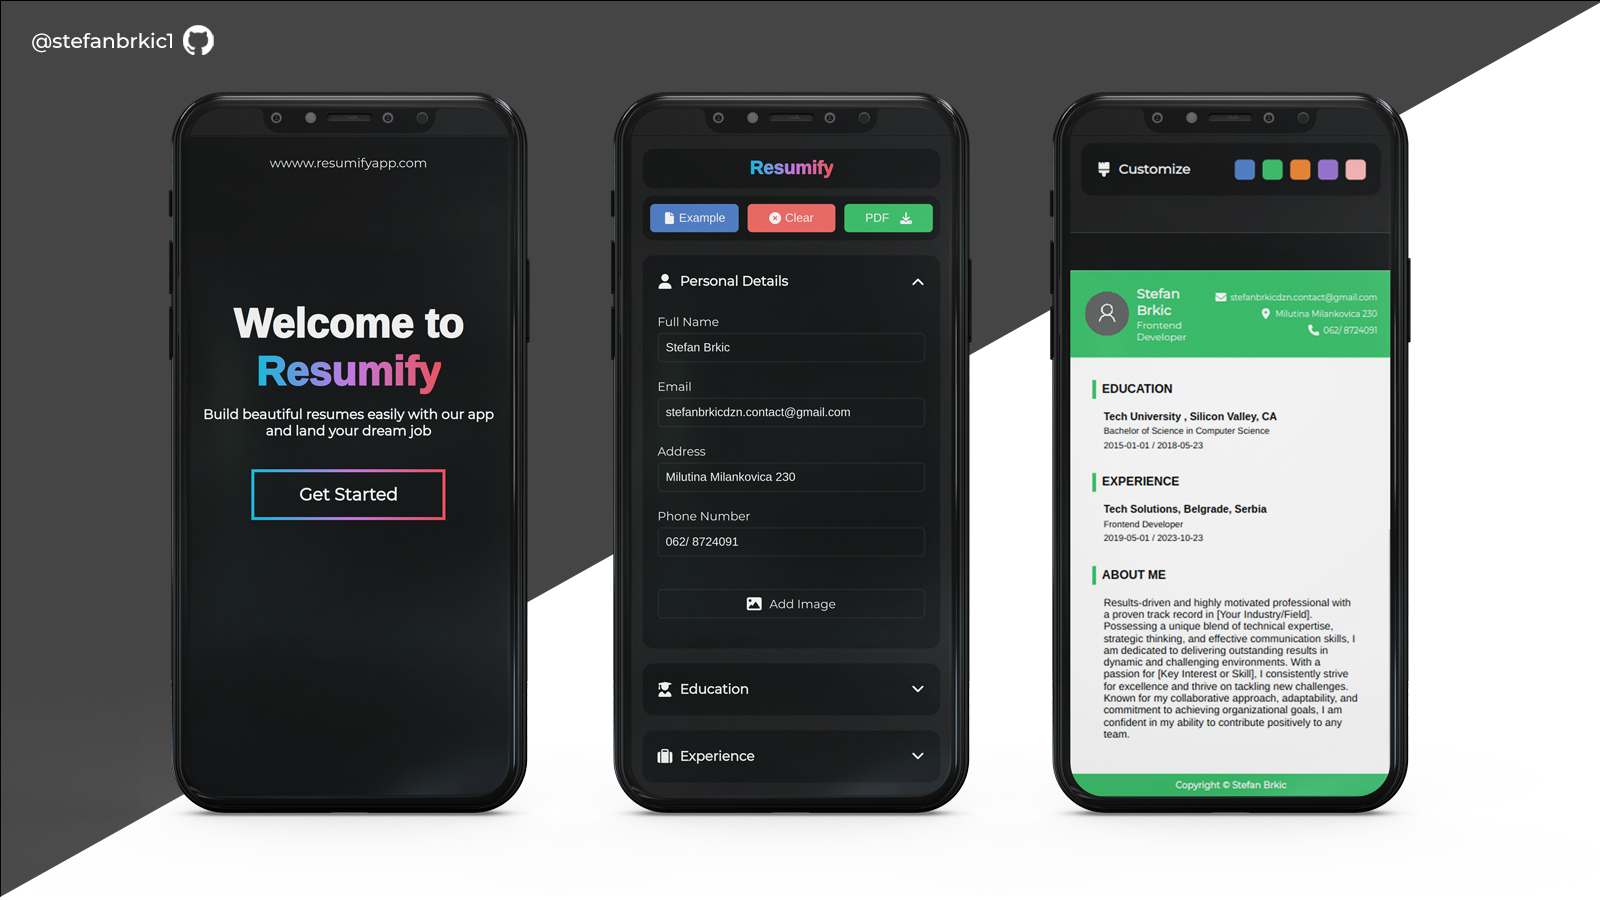 @stefanbrkic1
wwww.resumifyapp.com
Welcome to
Resumify
Build beautiful resumes easily with our app
and land your dream job
Get Started
Resumify
Example
Clear
PDF
Personal Details
Full Name
Stefan Brkic
Email
stefanbrkicdzn.contact@gmail.com
Address
Milutina Milankovica 230
Phone Number
062/ 8724091
Add Image
Education
Experience
Customize
Stefan
Brkic
Frontend
Developer
stefanbrkicdzn.contact@gmail.com
Milutina Milankovica 230
062/ 8724091
EDUCATION
Tech University , Silicon Valley, CA
Bachelor of Science in Computer Science
2015-01-01 / 2018-05-23
EXPERIENCE
Tech Solutions, Belgrade, Serbia
Frontend Developer
2019-05-01 / 2023-10-23
ABOUT ME
Results-driven and highly motivated professional with
a proven track record in [Your Industry/Field].
Possessing a unique blend of technical expertise,
strategic thinking, and effective communication skills, I
am dedicated to delivering outstanding results in
dynamic and challenging environments. With a
passion for [Key Interest or Skill], I consistently strive
for excellence and thrive on tackling new challenges.
Known for my collaborative approach, adaptability, and
commitment to achieving organizational goals, I am
confident in my ability to contribute positively to any
team.
Copyright © Stefan Brkic